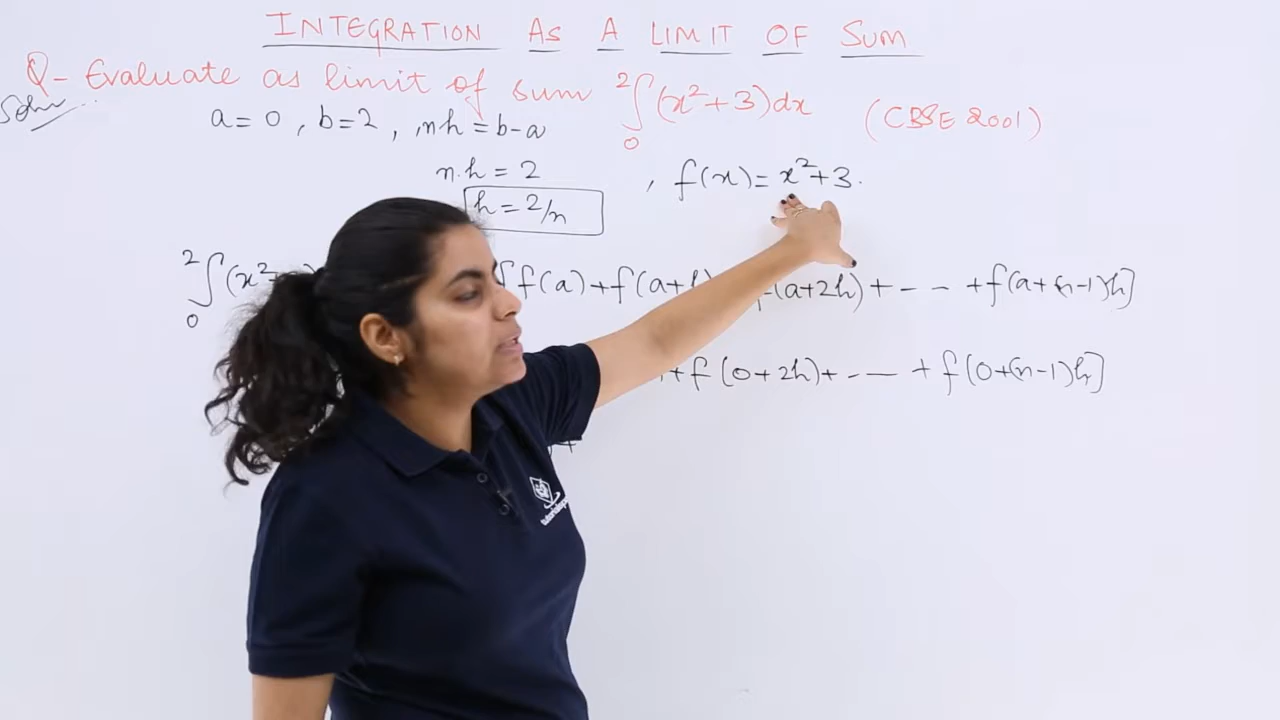 INTEGRATION AS A LIMIT OF SUM
Q- Evaluate as limit of sum ²∫₀ (x²+3)dx (CBSE 2001)
Soln...
a=0, b=2, nh=b-a
n.h=2 , f(x)=x²+3.
h=2/n
²∫₀(x² f(a)+f(a+h (a+2h)+-- -- +f(a+(n-1)h]
+f(0+2h)+-- -- +f(0+(n-1)h]